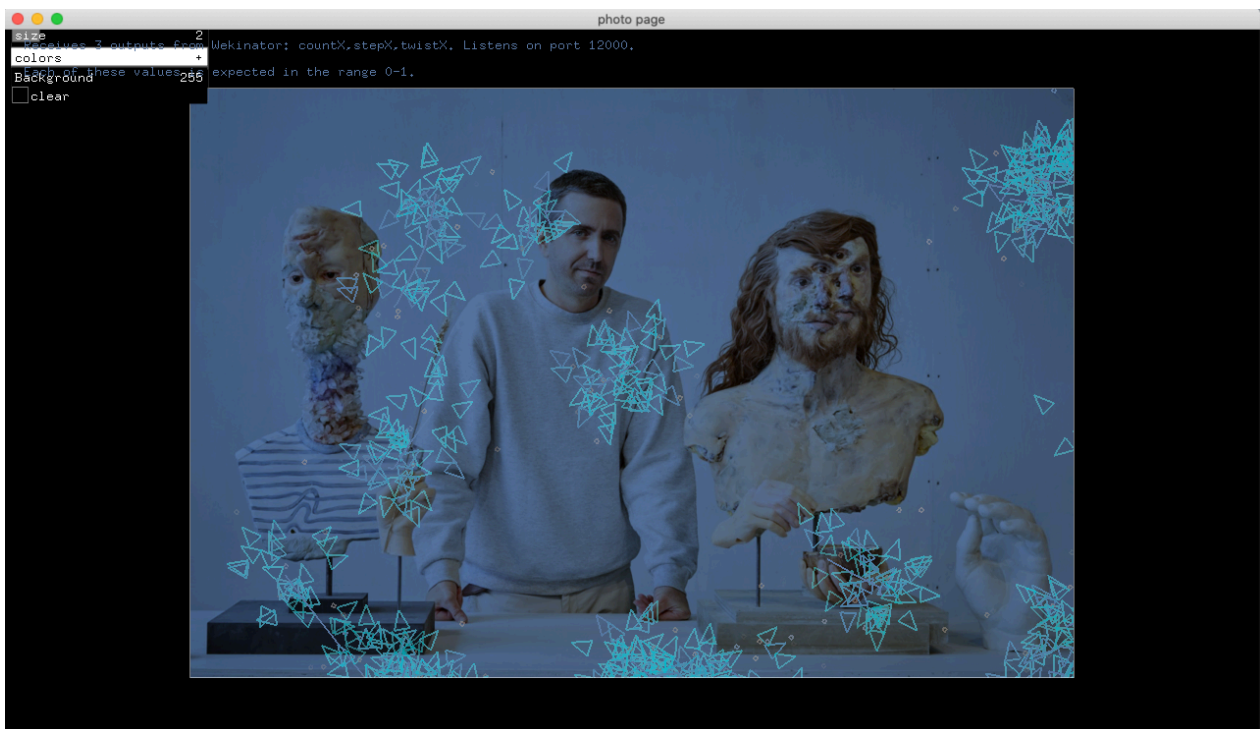 photo page
size 2
Receives 3 outputs from Wekinator: countX,stepX,twistX. Listens on port 12000.
colors +
Each of these values is expected in the range 0-1.
Background 255
clear